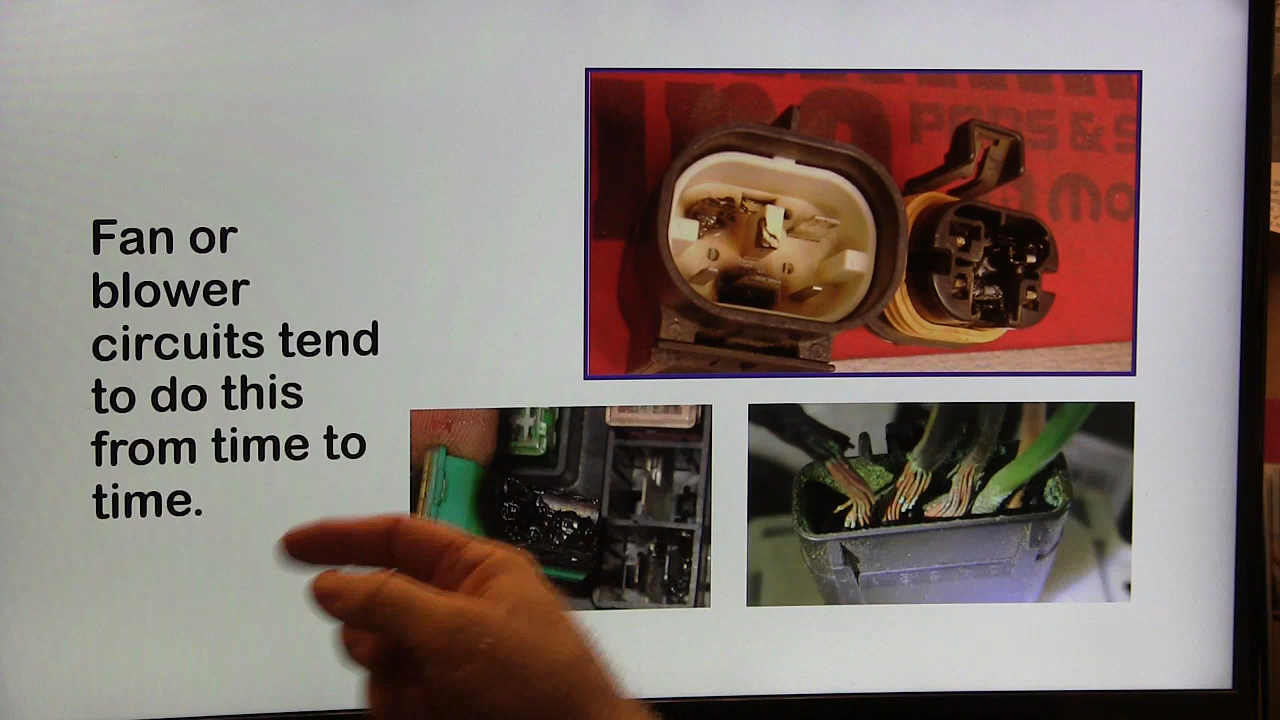 Fan or
blower
circuits tend
to do this
from time to
time.